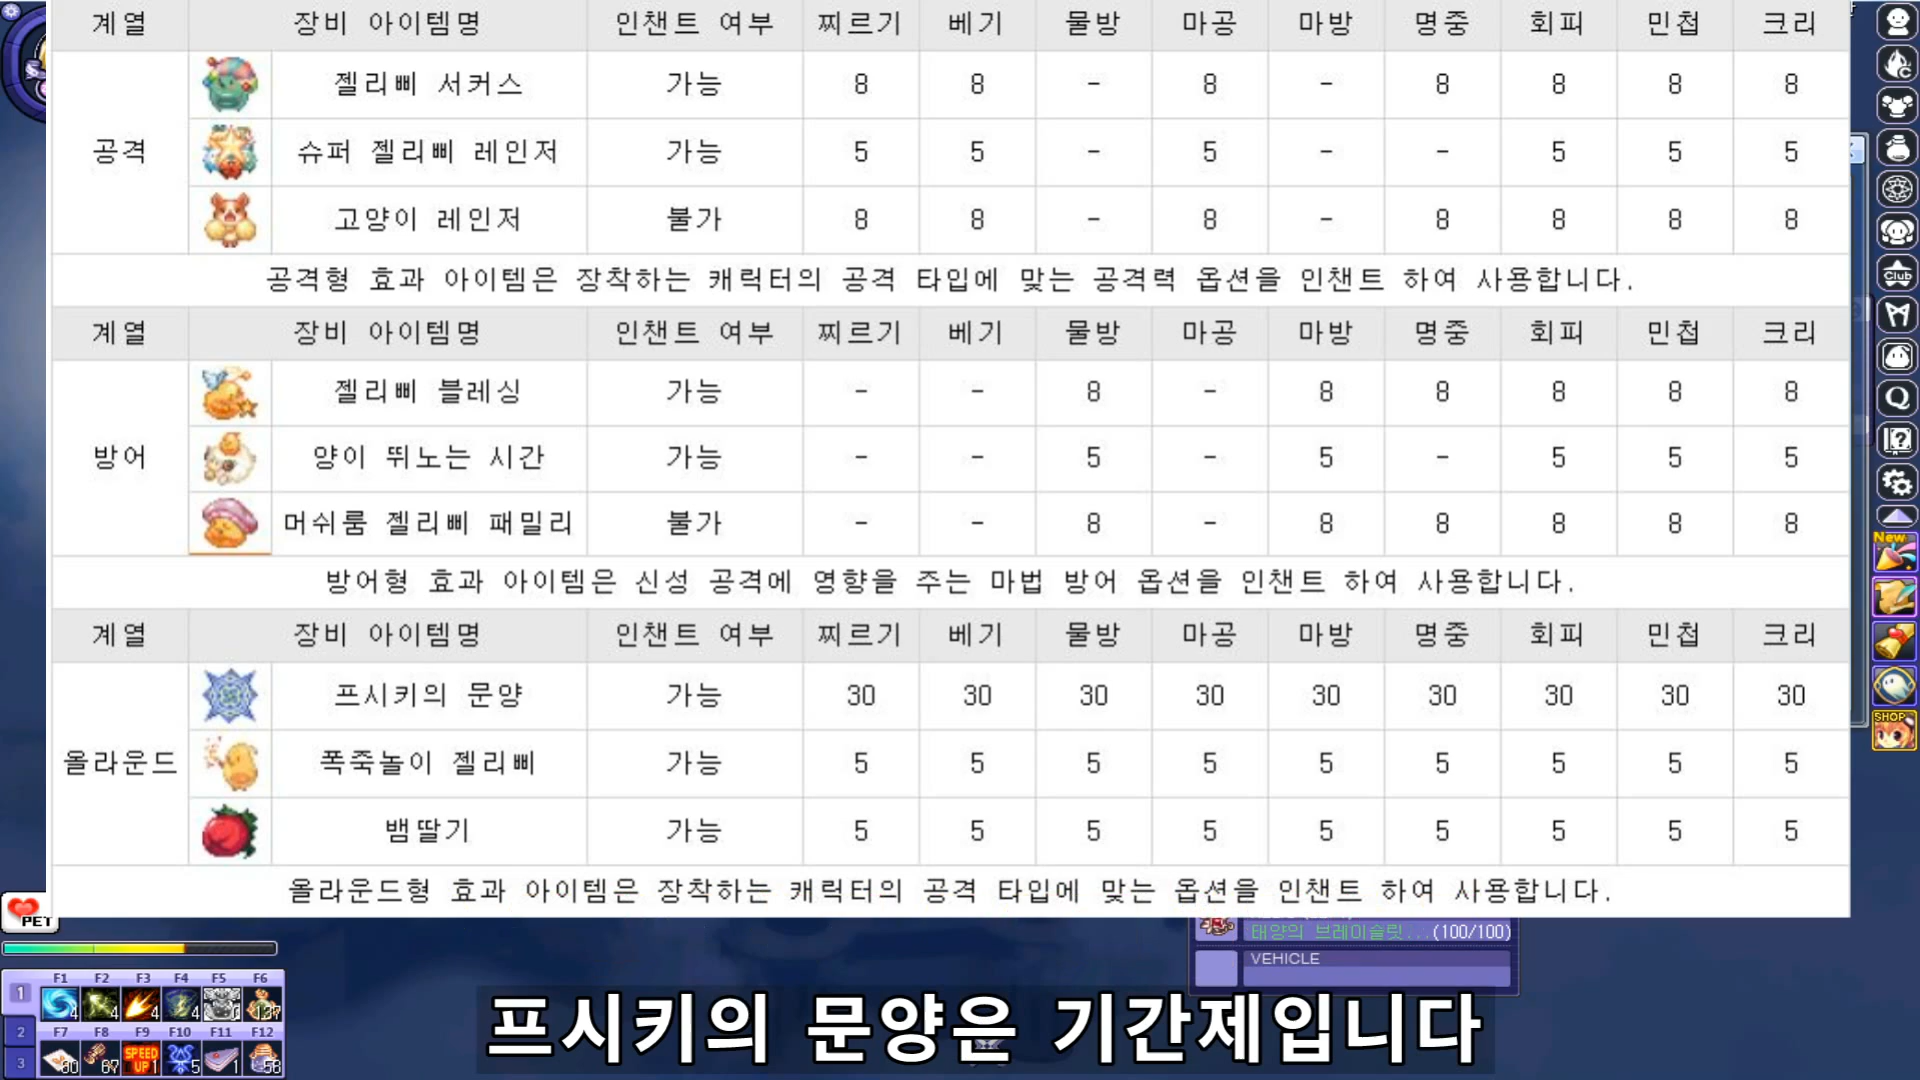 계열 장비 아이템명 인챈트 여부 찌르기 베기 물방 마공 마방 명중 회피 민첩 크리
공격
젤리삐 서커스 가능 8 8 - 8 - 8 8 8 8
슈퍼 젤리삐 레인저 가능 5 5 - 5 - - 5 5 5
고양이 레인저 불가 8 8 - 8 - 8 8 8 8
공격형 효과 아이템은 장착하는 캐릭터의 공격 타입에 맞는 공격력 옵션을 인챈트 하여 사용합니다.
계열 장비 아이템명 인챈트 여부 찌르기 베기 물방 마공 마방 명중 회피 민첩 크리
방어
젤리삐 블레싱 가능 - - 8 - 8 8 8 8 8
양이 뛰노는 시간 가능 - - 5 - 5 - 5 5 5
머쉬룸 젤리삐 패밀리 불가 - - 8 - 8 8 8 8 8
방어형 효과 아이템은 신성 공격에 영향을 주는 마법 방어 옵션을 인챈트 하여 사용합니다.
계열 장비 아이템명 인챈트 여부 찌르기 베기 물방 마공 마방 명중 회피 민첩 크리
올라운드
프시키의 문양 가능 30 30 30 30 30 30 30 30 30
폭죽놀이 젤리삐 가능 5 5 5 5 5 5 5 5 5
뱀딸기 가능 5 5 5 5 5 5 5 5 5
올라운드형 효과 아이템은 장착하는 캐릭터의 공격 타입에 맞는 옵션을 인챈트 하여 사용합니다.
Club
Q
?
New
SHOP
PET
태양의 브레이슬릿...(100/100)
VEHICLE
1 F1 F2 F3 F4 F5 F6
4 4 4 4 137
2 F7 F8 F9 F10 F11 F12
3 60 67 SPEED UP 1 5 1 58
프시키의 문양은 기간제입니다